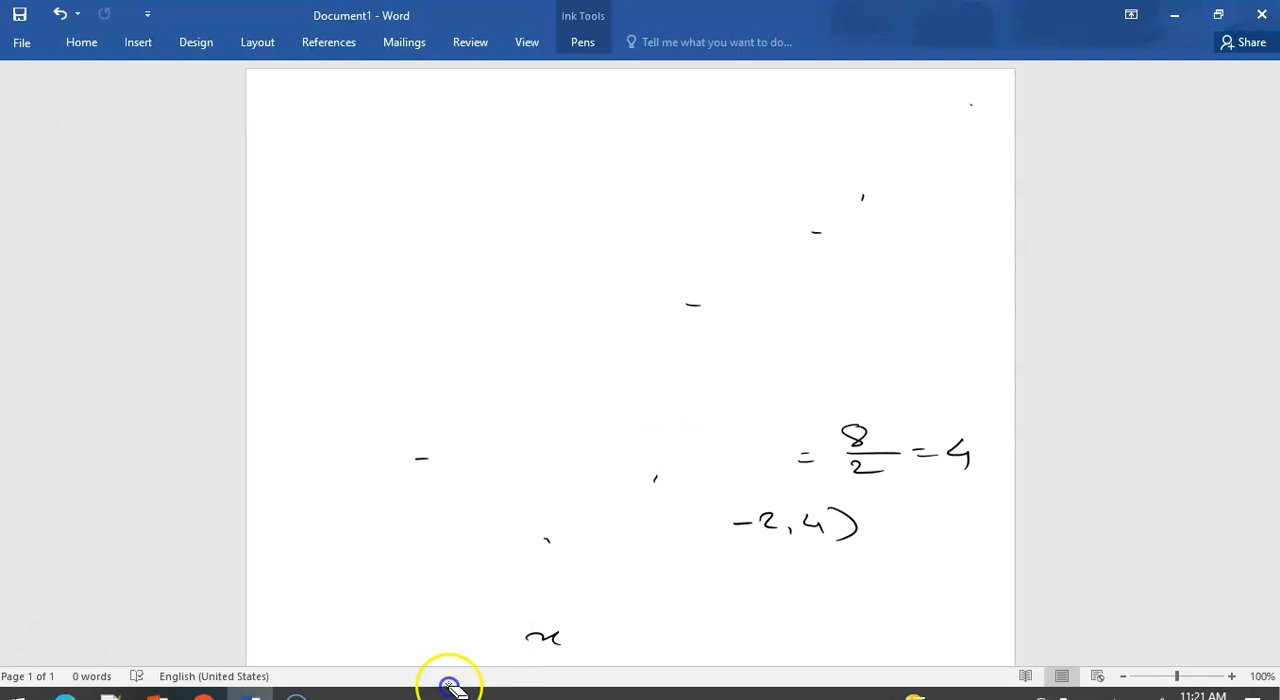 Document1 - Word
Ink Tools
File Home Insert Design Layout References Mailings Review View Pens Tell me what you want to do... Share
= 8/2 = 4
-2, 4)
x
Page 1 of 1 0 words English (United States) 100%
11:21 AM